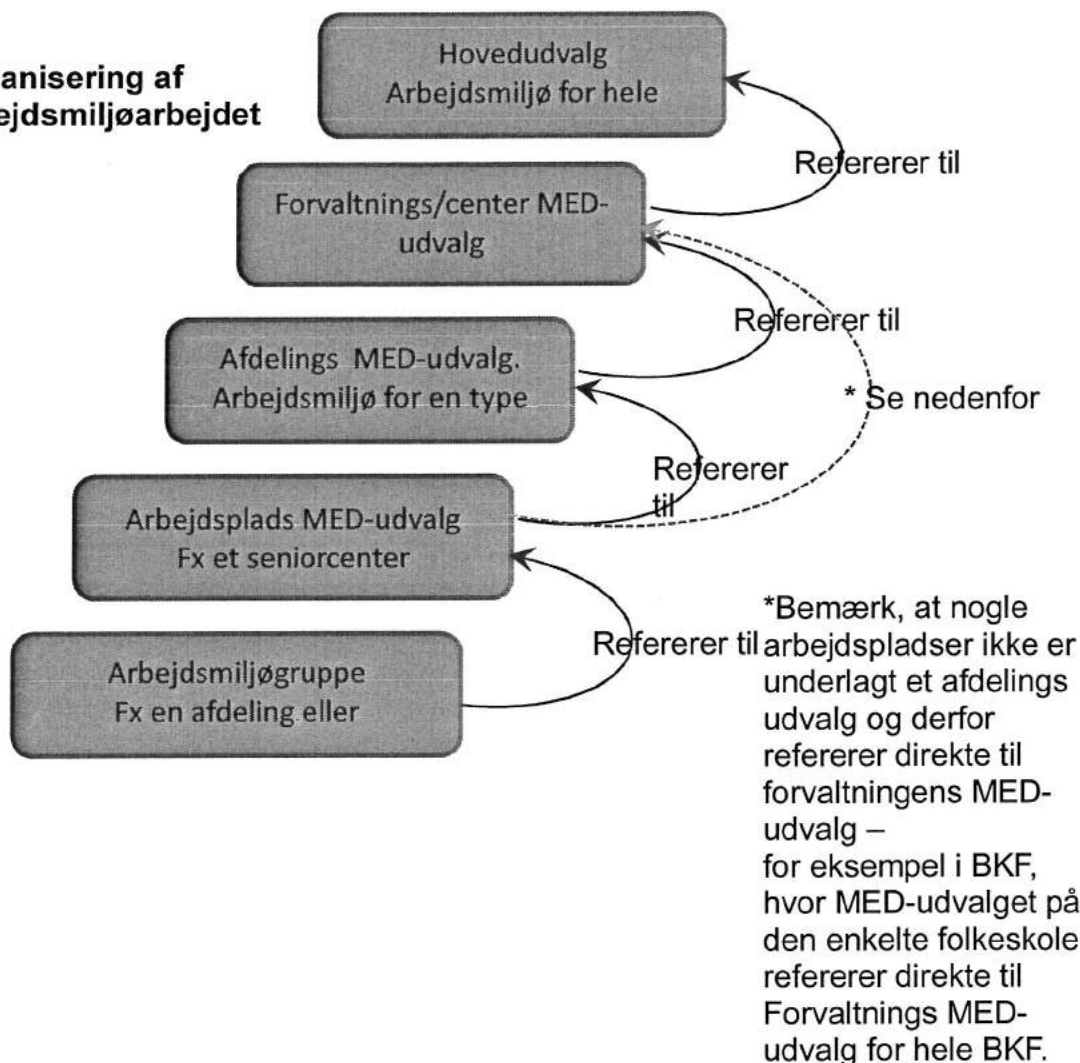 anisering af
ejdsmiljøarbejdet
Hovedudvalg
Arbejdsmiljø for hele
Refererer til
Forvaltnings/center MED-
udvalg
Refererer til
Afdelings MED-udvalg.
Arbejdsmiljø for en type
* Se nedenfor
Refererer
til
Arbejdsplads MED-udvalg
Fx et seniorcenter
Refererer til
Arbejdsmiljøgruppe
Fx en afdeling eller
*Bemærk, at nogle
arbejdspladser ikke er
underlagt et afdelings
udvalg og derfor
refererer direkte til
forvaltningens MED-
udvalg –
for eksempel i BKF,
hvor MED-udvalget på
den enkelte folkeskole
refererer direkte til
Forvaltnings MED-
udvalg for hele BKF.